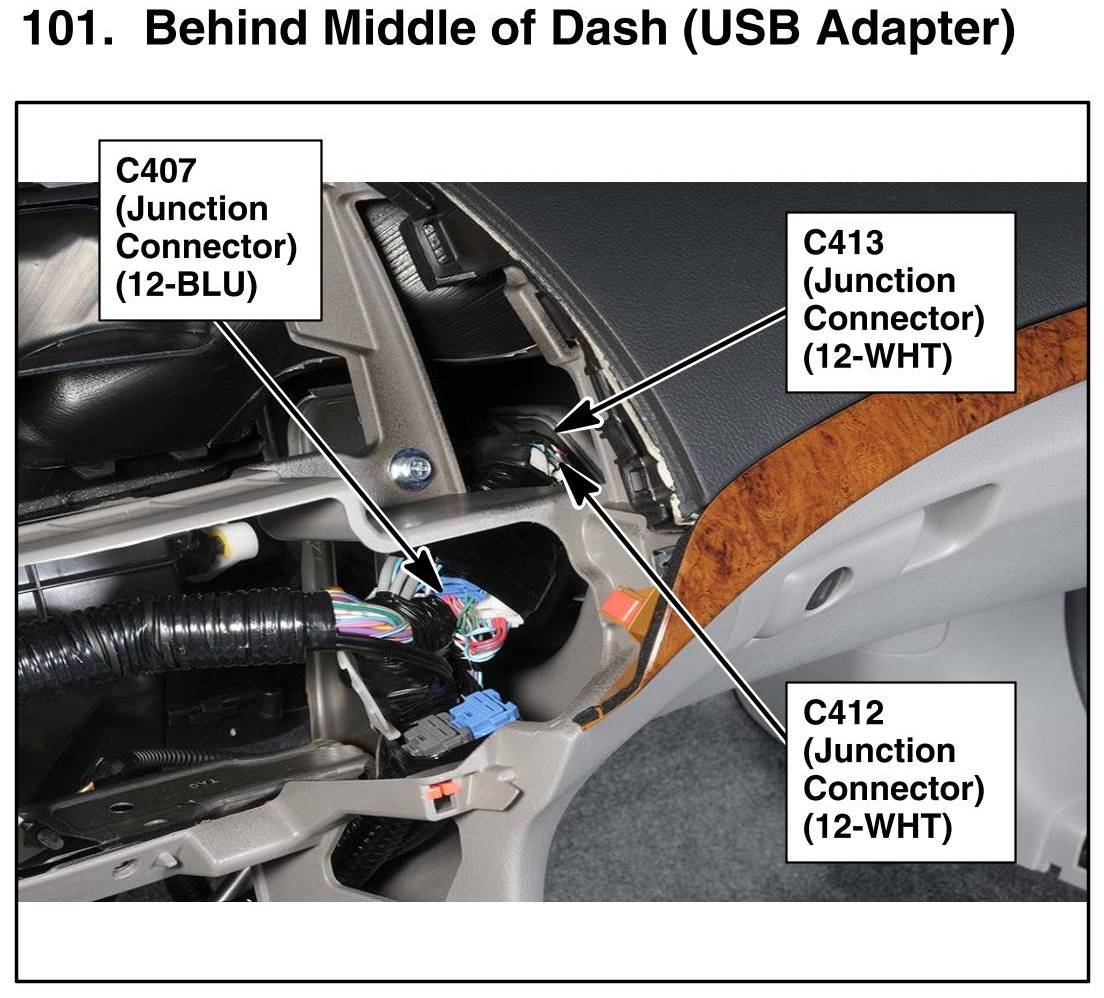 101. Behind Middle of Dash (USB Adapter)
C407
(Junction
Connector)
(12-BLU)
C413
(Junction
Connector)
(12-WHT)
C412
(Junction
Connector)
(12-WHT)